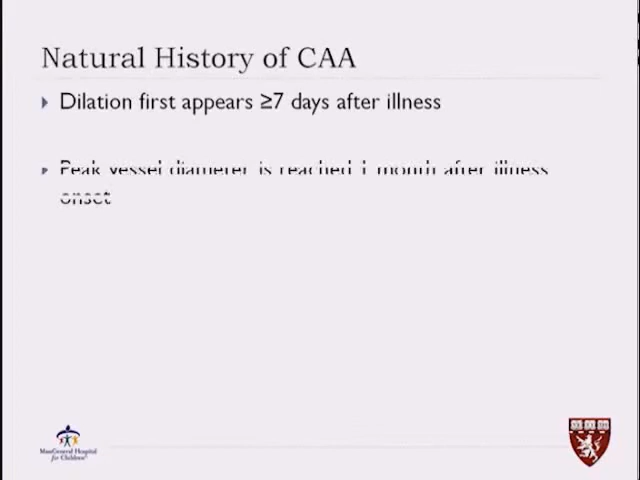 Natural History of CAA
Dilation first appears ≥7 days after illness
Peak vessel diameter is reached 1 month after illness
onset
MassGeneral Hospital
for Children